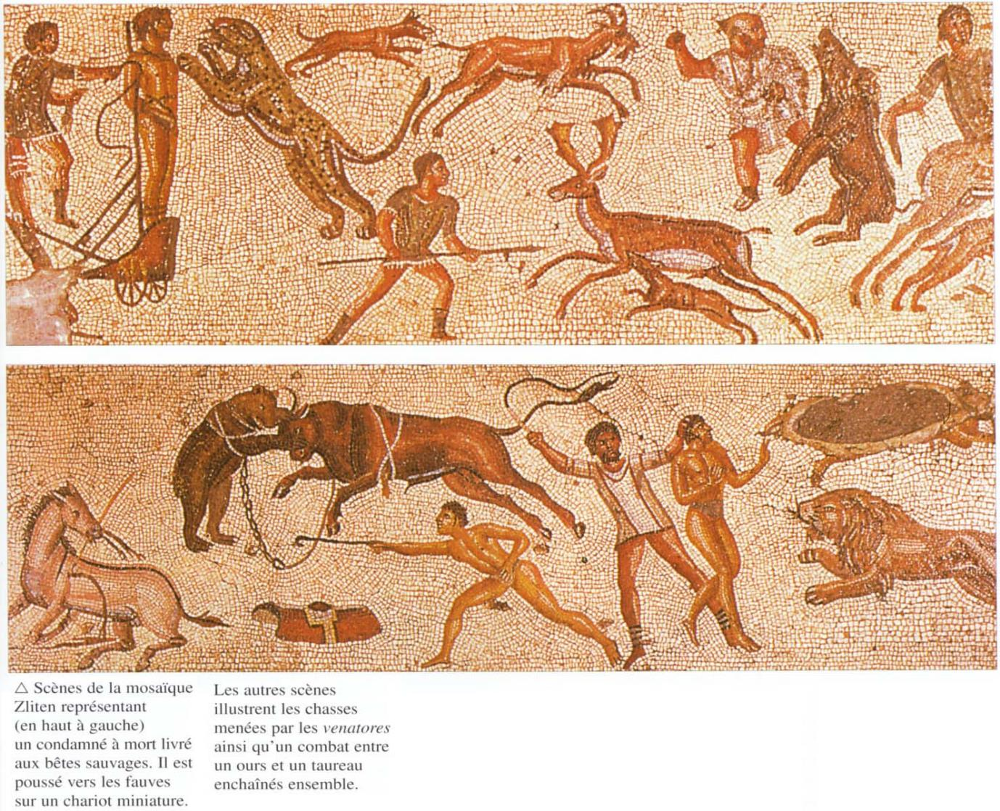 △ Scènes de la mosaïque
Zliten représentant
(en haut à gauche)
un condamné à mort livré
aux bêtes sauvages. Il est
poussé vers les fauves
sur un chariot miniature.
Les autres scènes
illustrent les chasses
menées par les venatores
ainsi qu'un combat entre
un ours et un taureau
enchaînés ensemble.